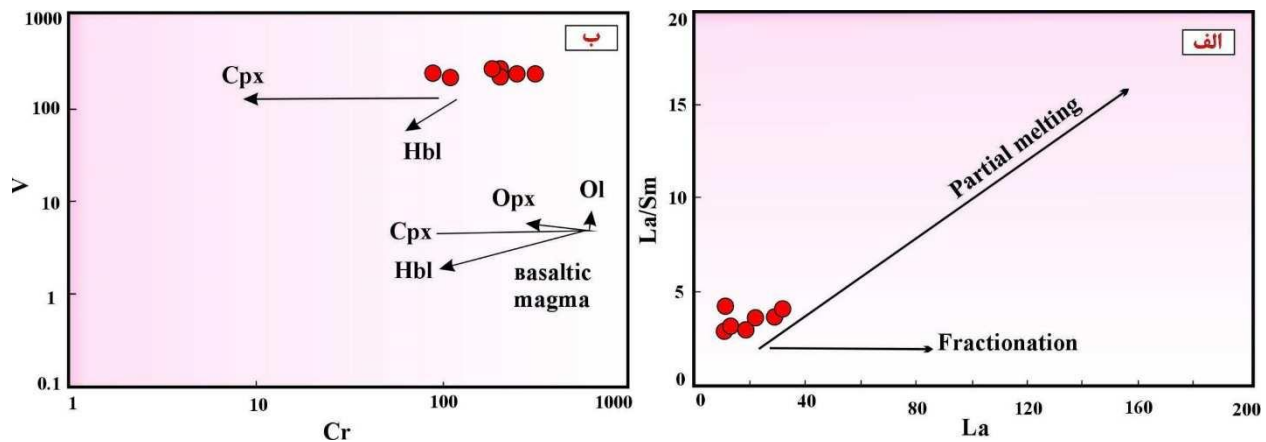 1000
100
10
1
0.1
V
ب
Cpx
Hbl
Opx
Ol
Cpx
Hbl
Basaltic
magma
1
10
100
1000
Cr
20
15
10
5
0
La/Sm
الف
Partial melting
Fractionation
0
40
80
120
160
200
La